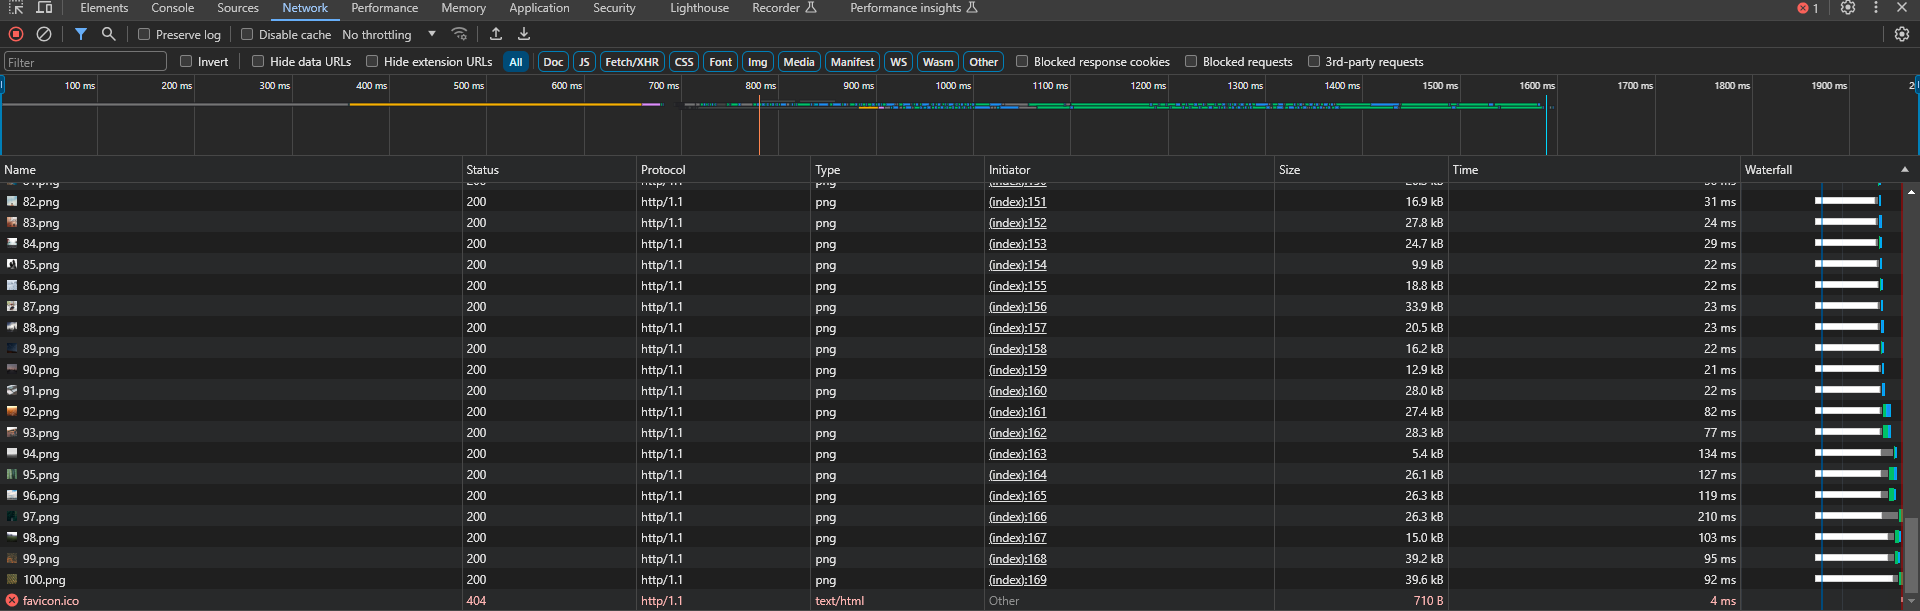 Elements Console Sources Network Performance Memory Application Security Lighthouse Recorder Performance insights 1
Preserve log Disable cache No throttling
Filter Invert Hide data URLs Hide extension URLs All Doc JS Fetch/XHR CSS Font Img Media Manifest WS Wasm Other Blocked response cookies Blocked requests 3rd-party requests
100 ms 200 ms 300 ms 400 ms 500 ms 600 ms 700 ms 800 ms 900 ms 1000 ms 1100 ms 1200 ms 1300 ms 1400 ms 1500 ms 1600 ms 1700 ms 1800 ms 1900 ms
Name Status Protocol Type Initiator Size Time Waterfall
82.png 200 http/1.1 png (index):151 16.9 kB 31 ms
83.png 200 http/1.1 png (index):152 27.8 kB 24 ms
84.png 200 http/1.1 png (index):153 24.7 kB 29 ms
85.png 200 http/1.1 png (index):154 9.9 kB 22 ms
86.png 200 http/1.1 png (index):155 18.8 kB 22 ms
87.png 200 http/1.1 png (index):156 33.9 kB 23 ms
88.png 200 http/1.1 png (index):157 20.5 kB 23 ms
89.png 200 http/1.1 png (index):158 16.2 kB 22 ms
90.png 200 http/1.1 png (index):159 12.9 kB 21 ms
91.png 200 http/1.1 png (index):160 28.0 kB 22 ms
92.png 200 http/1.1 png (index):161 27.4 kB 82 ms
93.png 200 http/1.1 png (index):162 28.3 kB 77 ms
94.png 200 http/1.1 png (index):163 5.4 kB 134 ms
95.png 200 http/1.1 png (index):164 26.1 kB 127 ms
96.png 200 http/1.1 png (index):165 26.3 kB 119 ms
97.png 200 http/1.1 png (index):166 26.3 kB 210 ms
98.png 200 http/1.1 png (index):167 15.0 kB 103 ms
99.png 200 http/1.1 png (index):168 39.2 kB 95 ms
100.png 200 http/1.1 png (index):169 39.6 kB 92 ms
favicon.ico 404 http/1.1 text/html Other 710 B 4 ms